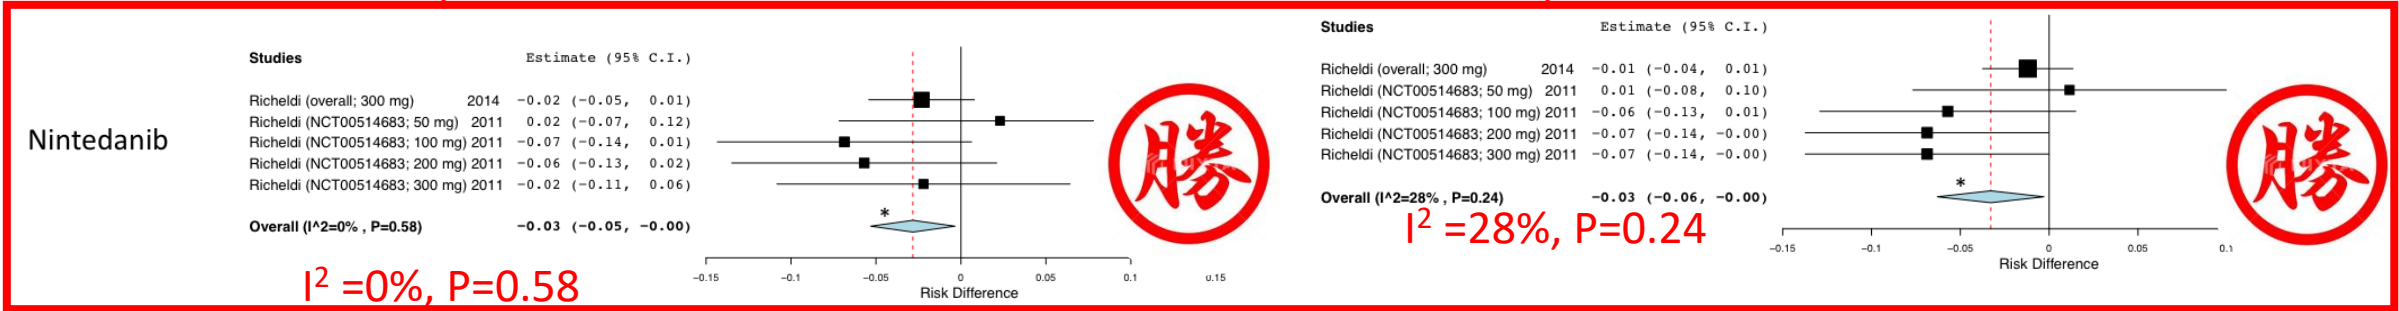 Nintedanib
Studies Estimate (95% C.I.)
Richeldi (overall; 300 mg) 2014 -0.02 (-0.05, 0.01)
Richeldi (NCT00514683; 50 mg) 2011 0.02 (-0.07, 0.12)
Richeldi (NCT00514683; 100 mg) 2011 -0.07 (-0.14, 0.01)
Richeldi (NCT00514683; 200 mg) 2011 -0.06 (-0.13, 0.02)
Richeldi (NCT00514683; 300 mg) 2011 -0.02 (-0.11, 0.06)
Overall (I^2=0% , P=0.58) -0.03 (-0.05, -0.00)
*
I² =0%, P=0.58
-0.15 -0.1 -0.05 0 0.05 0.1 0.15
Risk Difference
勝
Studies Estimate (95% C.I.)
Richeldi (overall; 300 mg) 2014 -0.01 (-0.04, 0.01)
Richeldi (NCT00514683; 50 mg) 2011 0.01 (-0.08, 0.10)
Richeldi (NCT00514683; 100 mg) 2011 -0.06 (-0.13, 0.01)
Richeldi (NCT00514683; 200 mg) 2011 -0.07 (-0.14, -0.00)
Richeldi (NCT00514683; 300 mg) 2011 -0.07 (-0.14, -0.00)
Overall (I^2=28% , P=0.24) -0.03 (-0.06, -0.00)
*
I² =28%, P=0.24
-0.15 -0.1 -0.05 0 0.05 0.1
Risk Difference
勝